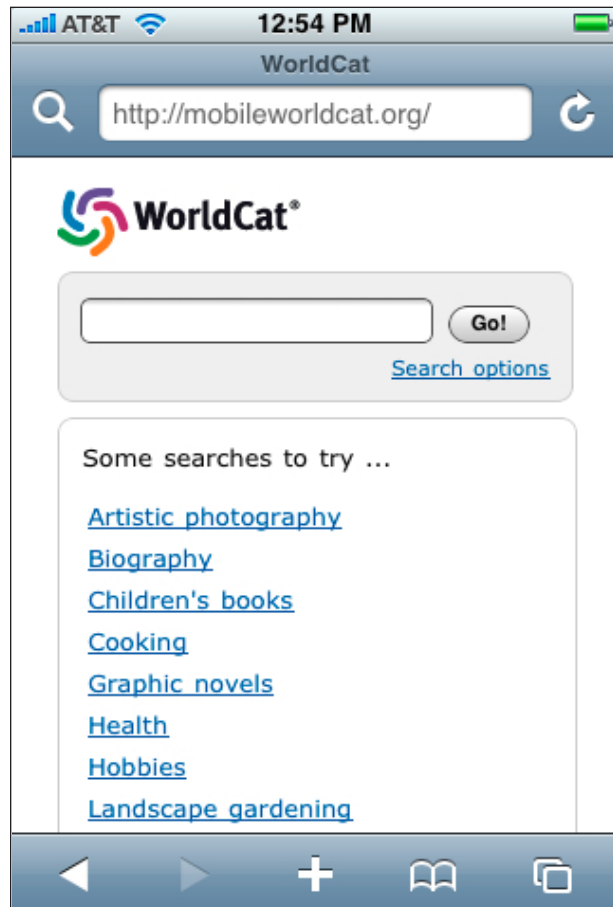 AT&T 12:54 PM
WorldCat
http://mobileworldcat.org/
WorldCat®
Go!
Search options
Some searches to try ...
Artistic photography
Biography
Children's books
Cooking
Graphic novels
Health
Hobbies
Landscape gardening